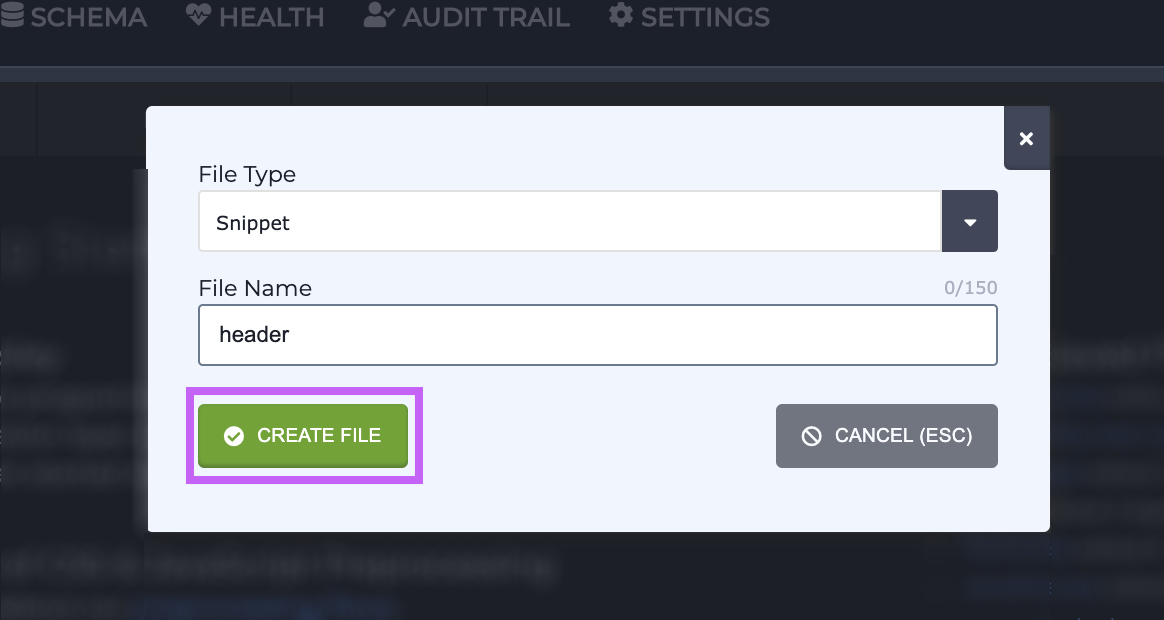 SCHEMA HEALTH AUDIT TRAIL SETTINGS
File Type
Snippet
File Name 0/150
header
CREATE FILE CANCEL (ESC)